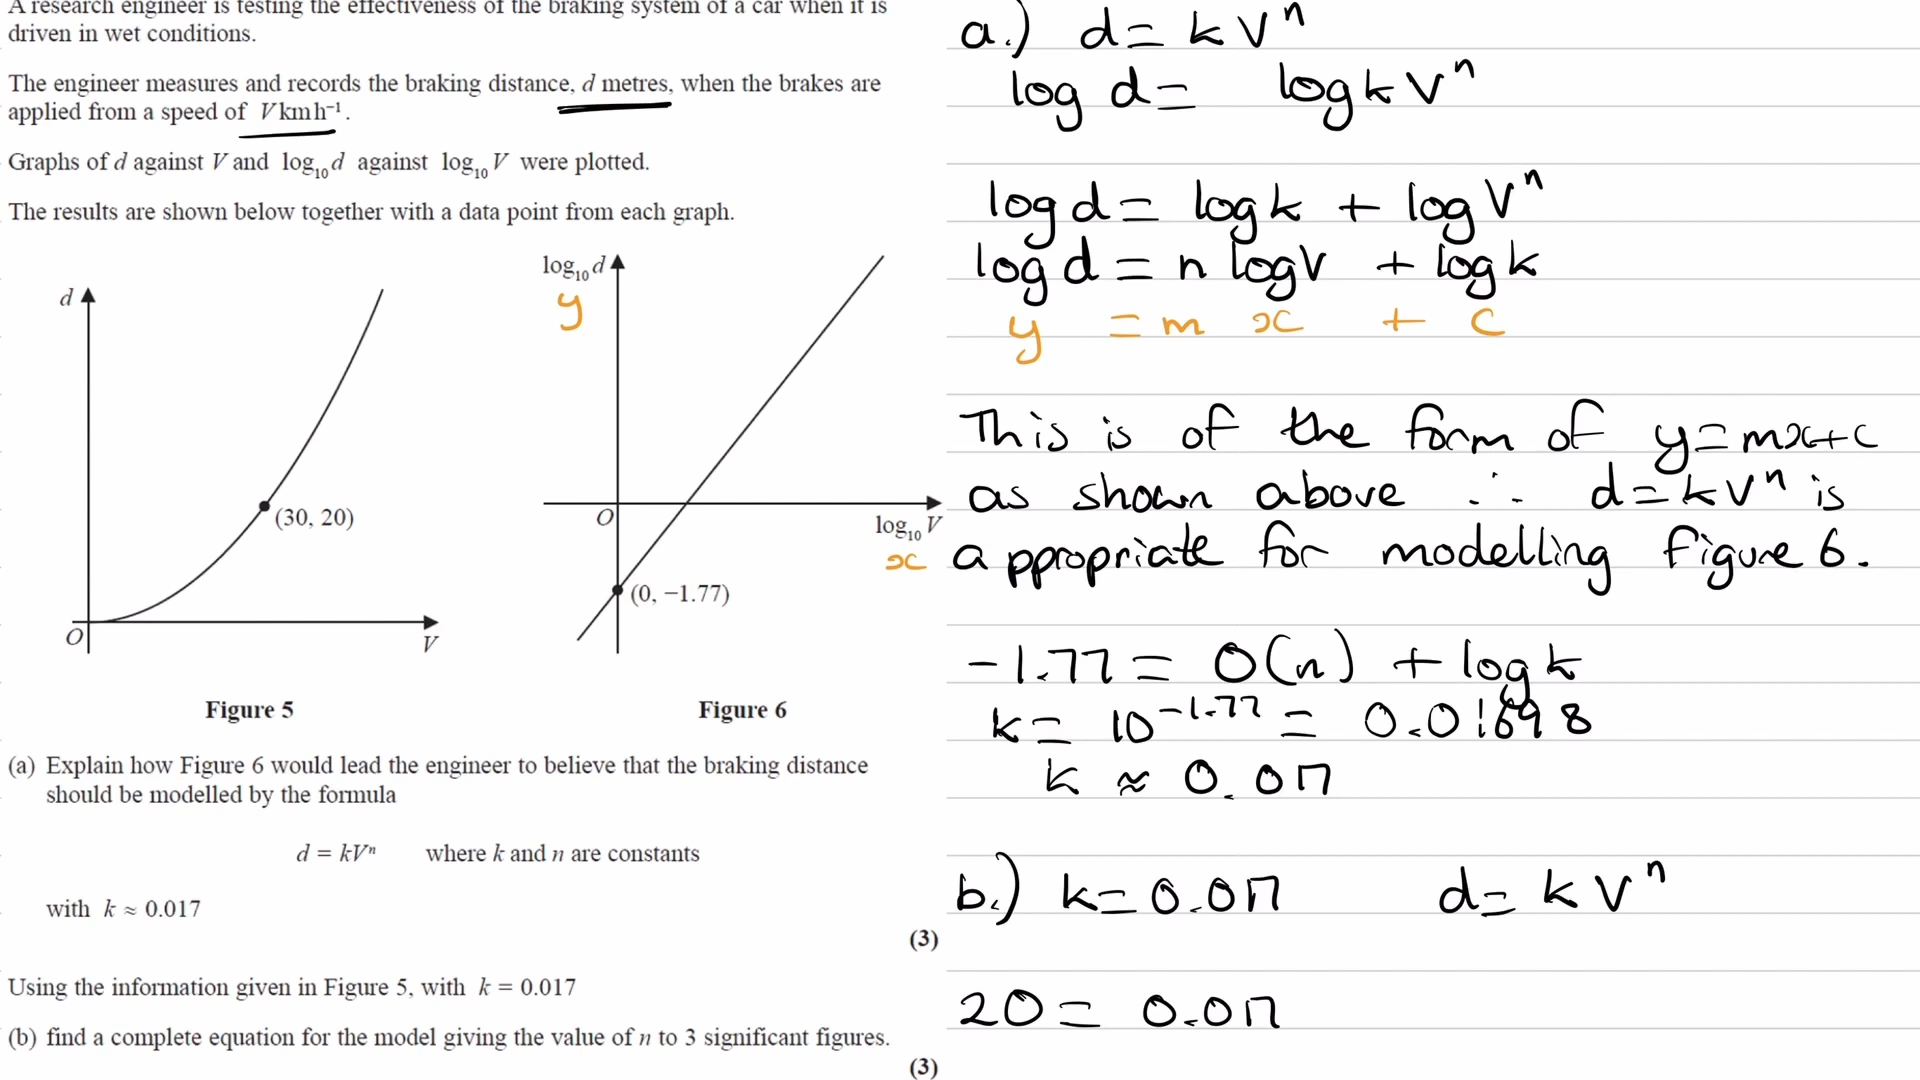 A research engineer is testing the effectiveness of the braking system of a car when it is
driven in wet conditions.
The engineer measures and records the braking distance, d metres, when the brakes are
applied from a speed of V km h⁻¹.
Graphs of d against V and log₁₀ d against log₁₀ V were plotted.
The results are shown below together with a data point from each graph.
d
(30, 20)
O
V
Figure 5
log₁₀ d
y
O
log₁₀ V
x
(0, −1.77)
Figure 6
(a) Explain how Figure 6 would lead the engineer to believe that the braking distance
should be modelled by the formula
d = kVⁿ where k and n are constants
with k ≈ 0.017
(3)
Using the information given in Figure 5, with k = 0.017
(b) find a complete equation for the model giving the value of n to 3 significant figures.
(3)
a.) d = kVⁿ
log d = log kVⁿ
log d = log k + log Vⁿ
log d = n log V + log k
y = m x + c
This is of the form of y = mx + c
as shown above ∴ d = kVⁿ is
appropriate for modelling figure 6.
-1.77 = 0(n) + log k
k = 10^-1.77 = 0.01698
k ≈ 0.017
b.) k = 0.017 d = kVⁿ
20 = 0.017